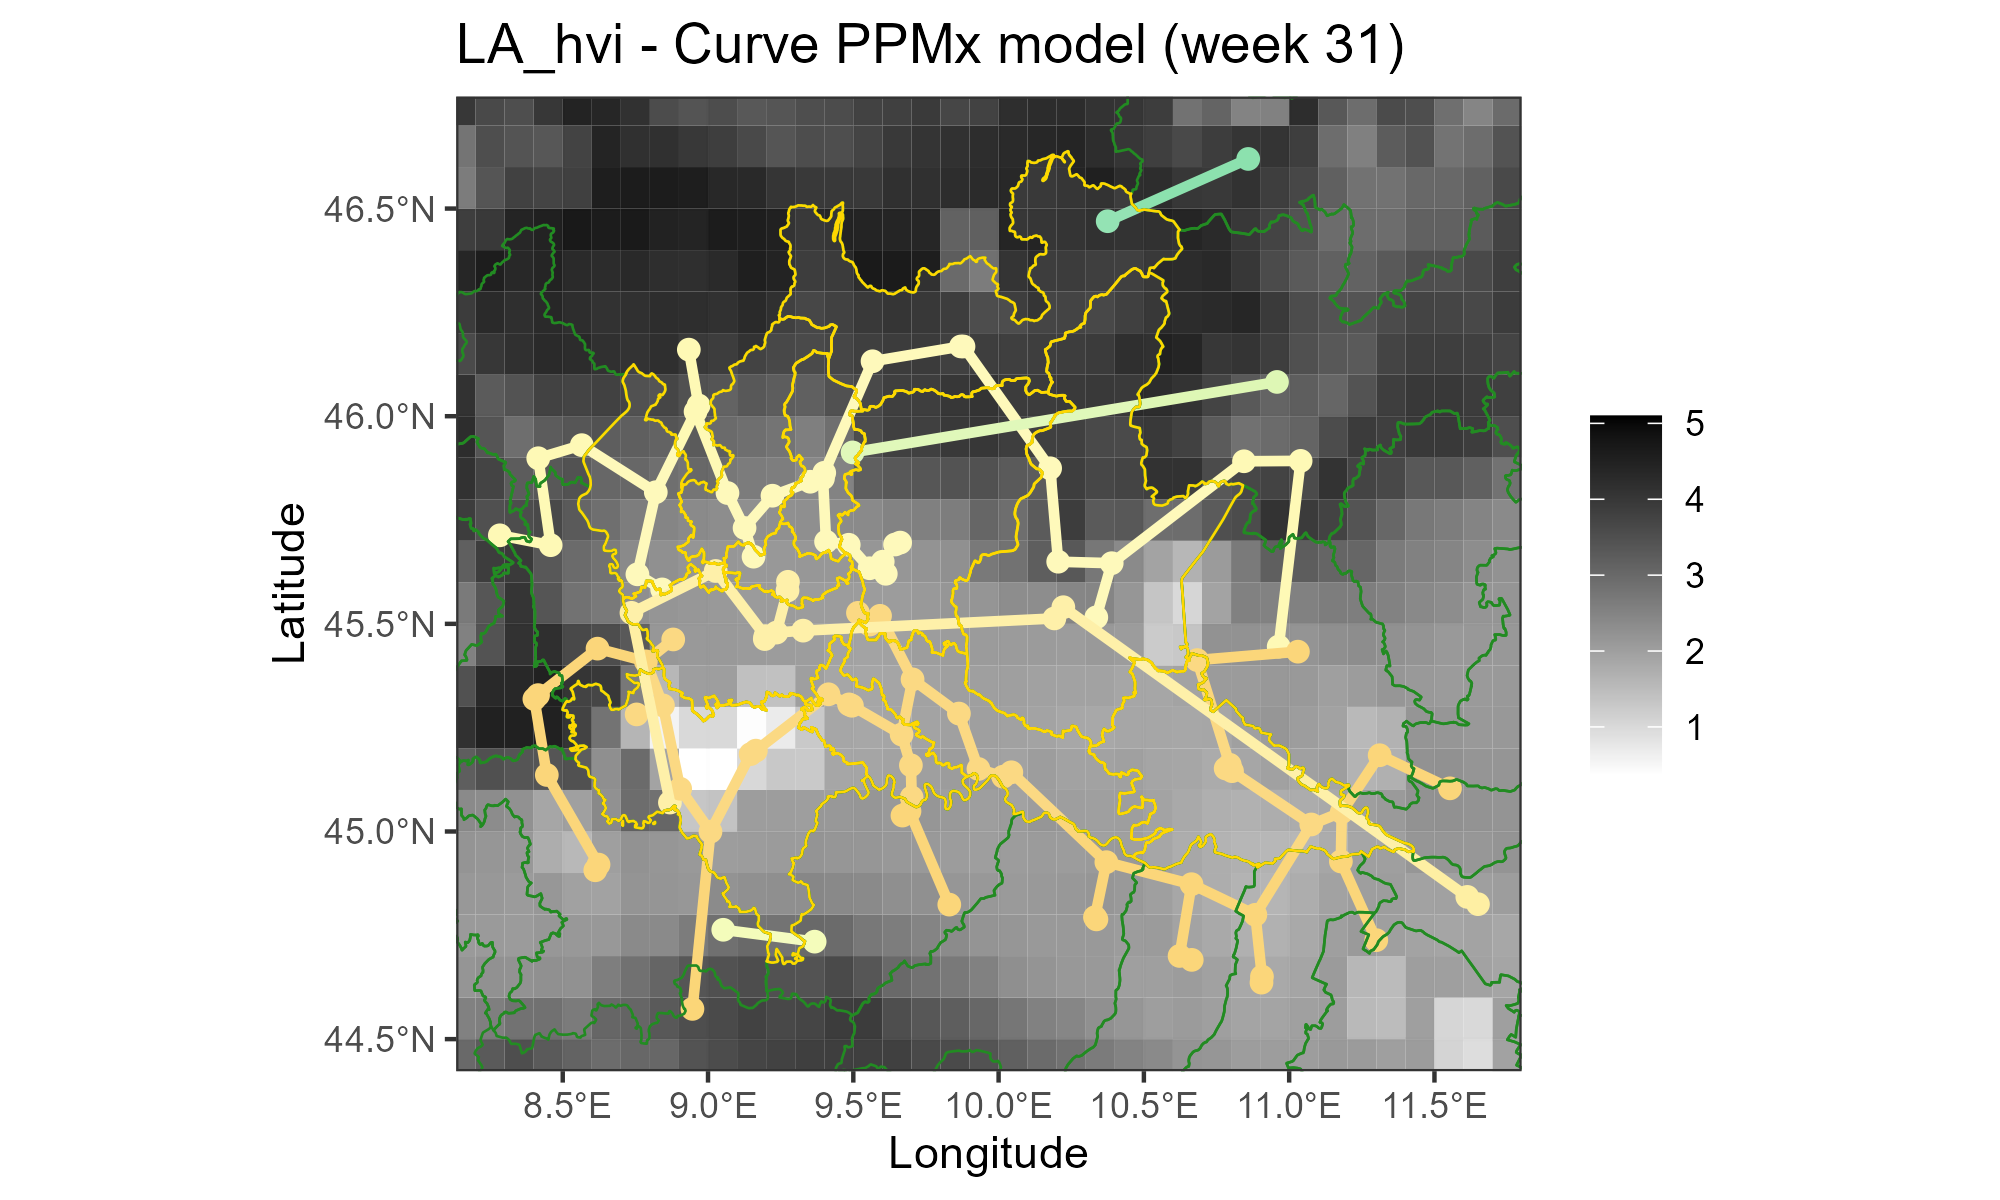 LA_hvi - Curve PPMx model (week 31)
46.5°N
46.0°N
45.5°N
45.0°N
44.5°N
Latitude
8.5°E
9.0°E
9.5°E
10.0°E
10.5°E
11.0°E
11.5°E
Longitude
5
4
3
2
1